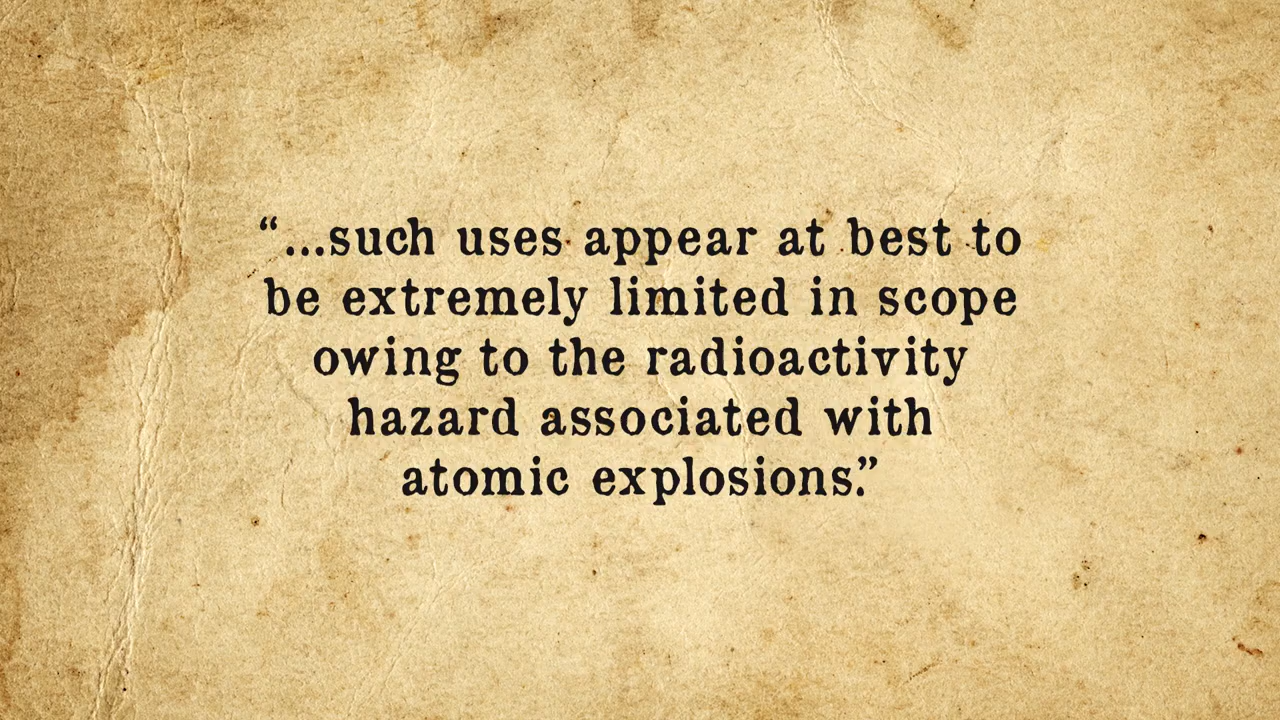 “...such uses appear at best to
be extremely limited in scope
owing to the radioactivity
hazard associated with
atomic explosions.”